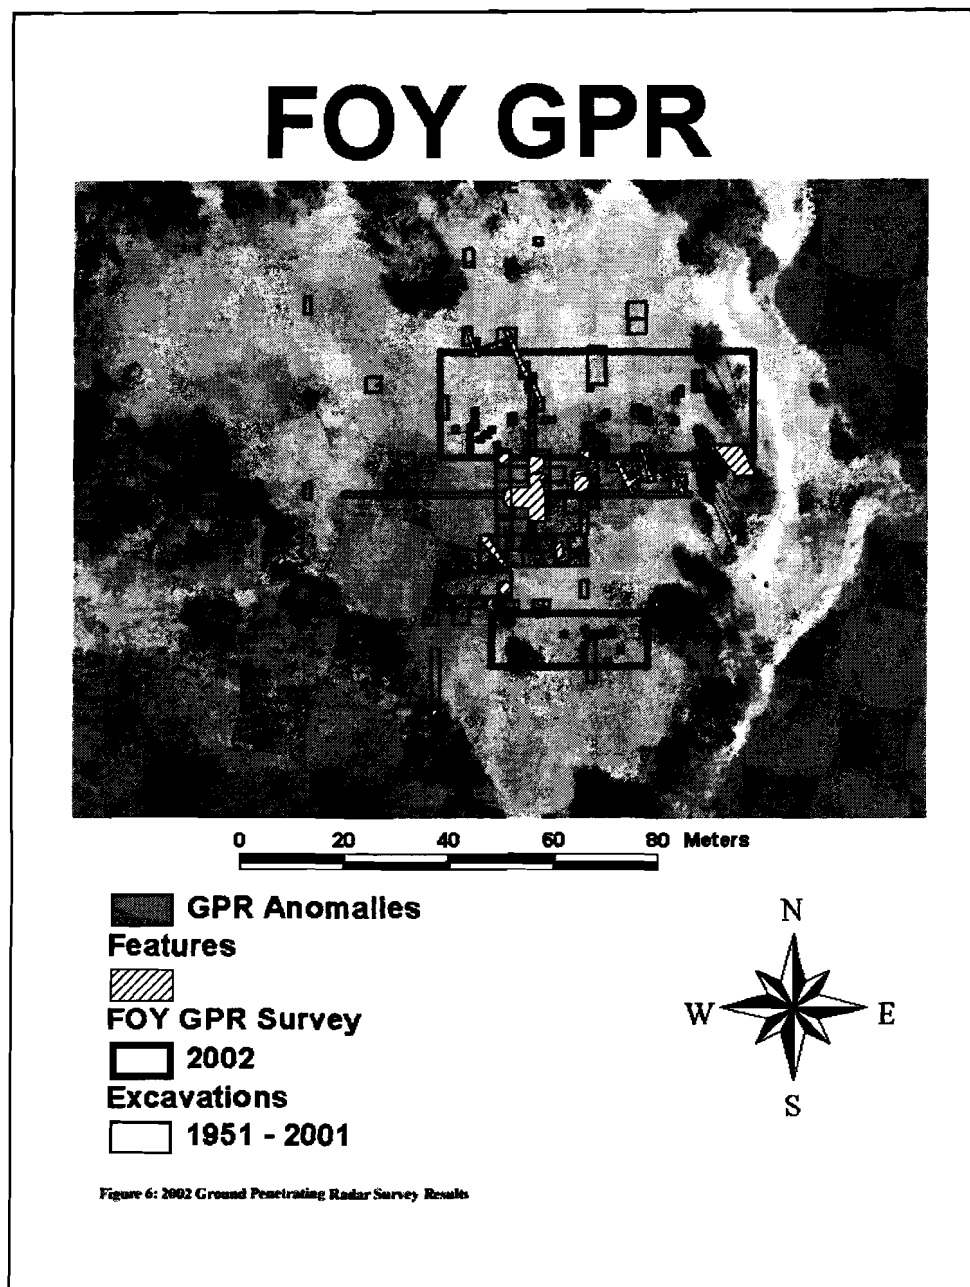 FOY GPR
0 20 40 60 80 Meters
GPR Anomalies
Features
FOY GPR Survey
2002
Excavations
1951 - 2001
N
W E
S
Figure 6: 2002 Ground Penetrating Radar Survey Results